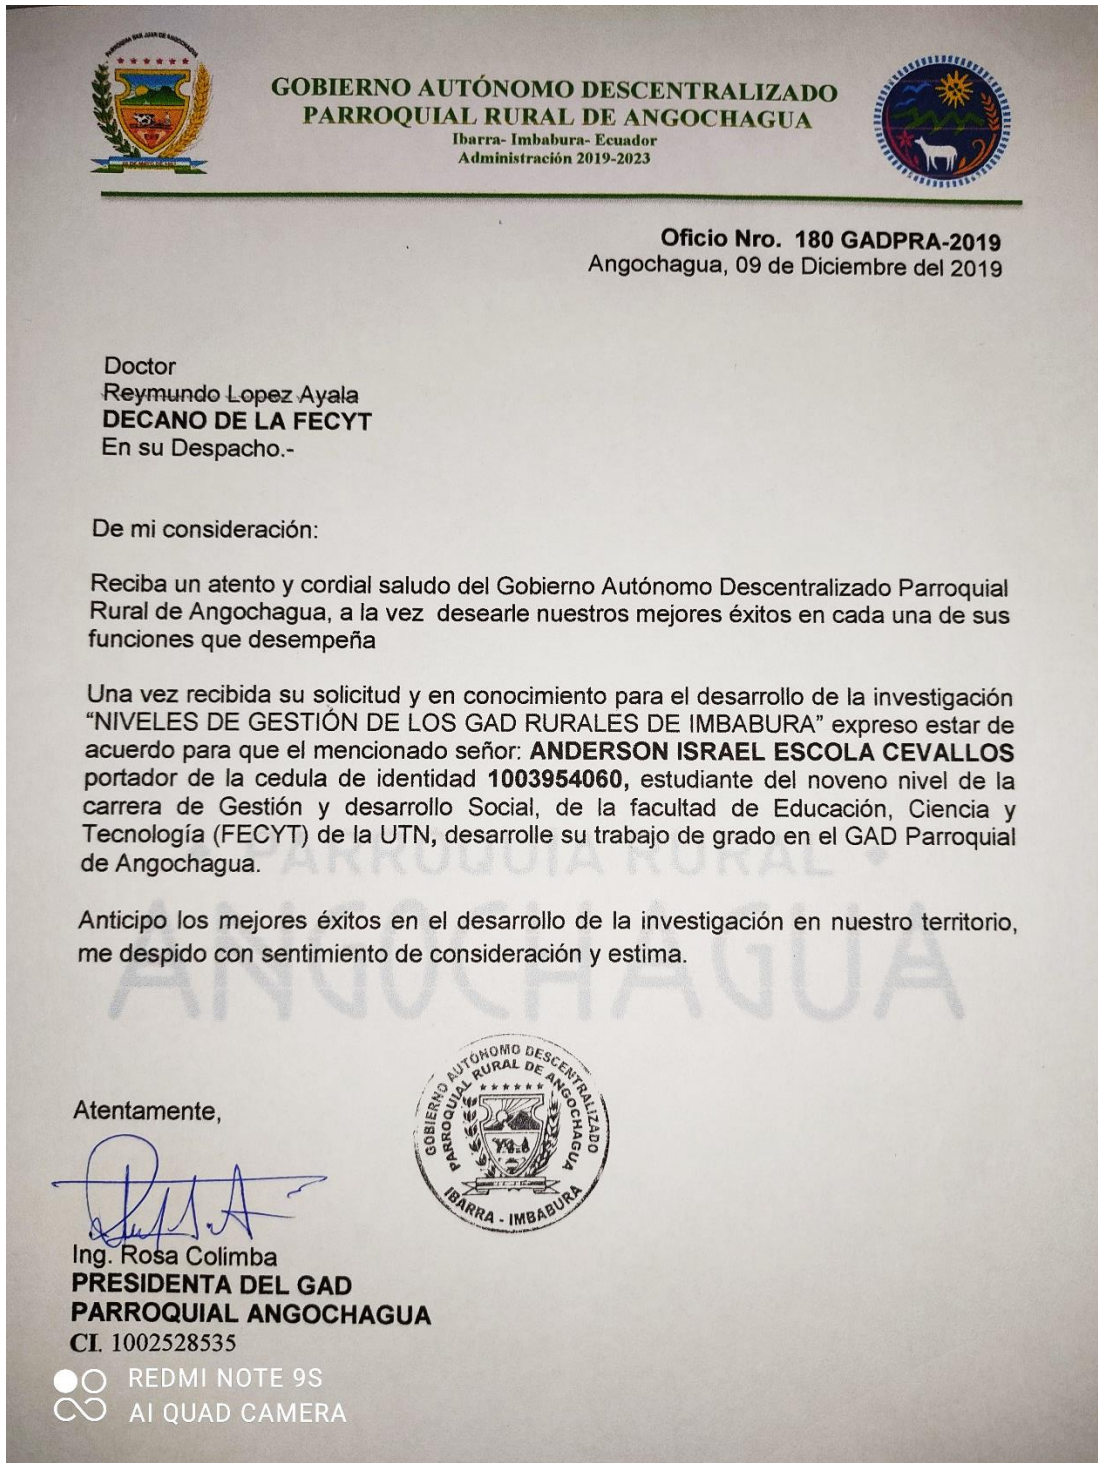 PARROQUIA SAN JUAN DE ANGOCHAGUA
GOBIERNO AUTÓNOMO DESCENTRALIZADO
PARROQUIAL RURAL DE ANGOCHAGUA
Ibarra- Imbabura- Ecuador
Administración 2019-2023
Oficio Nro. 180 GADPRA-2019
Angochagua, 09 de Diciembre del 2019
Doctor
Reymundo Lopez Ayala
DECANO DE LA FECYT
En su Despacho.-
De mi consideración:
Reciba un atento y cordial saludo del Gobierno Autónomo Descentralizado Parroquial
Rural de Angochagua, a la vez desearle nuestros mejores éxitos en cada una de sus
funciones que desempeña
Una vez recibida su solicitud y en conocimiento para el desarrollo de la investigación
“NIVELES DE GESTIÓN DE LOS GAD RURALES DE IMBABURA” expreso estar de
acuerdo para que el mencionado señor: ANDERSON ISRAEL ESCOLA CEVALLOS
portador de la cedula de identidad 1003954060, estudiante del noveno nivel de la
carrera de Gestión y desarrollo Social, de la facultad de Educación, Ciencia y
Tecnología (FECYT) de la UTN, desarrolle su trabajo de grado en el GAD Parroquial
de Angochagua.
PARROQUIA RURAL
Anticipo los mejores éxitos en el desarrollo de la investigación en nuestro territorio,
me despido con sentimiento de consideración y estima.
ANGOCHAGUA
GOBIERNO AUTÓNOMO DESCENTRALIZADO
PARROQUIAL RURAL DE ANGOCHAGUA
IBARRA - IMBABURA
Atentamente,
Ing. Rosa Colimba
PRESIDENTA DEL GAD
PARROQUIAL ANGOCHAGUA
CI. 1002528535
REDMI NOTE 9S
AI QUAD CAMERA